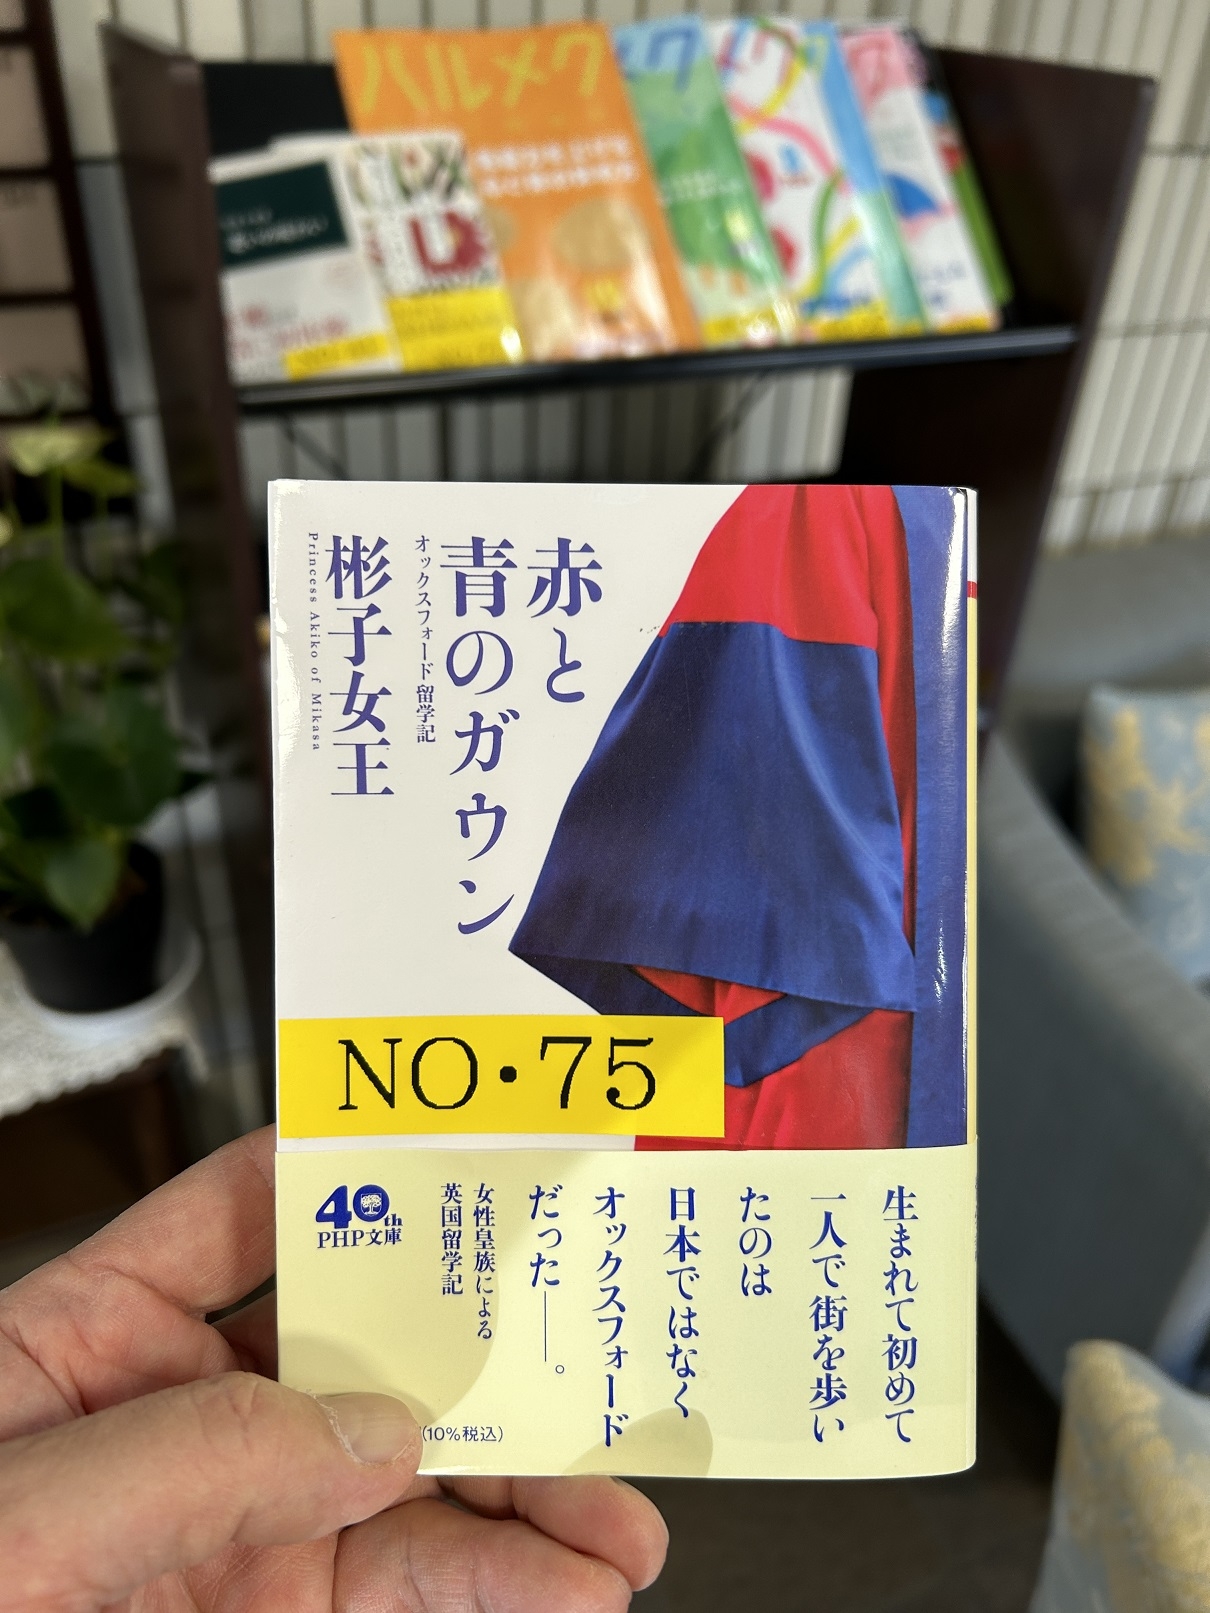 ハルメク
赤と
青のガウン
オックスフォード留学記
彬子女王
Princess Akiko of Mikasa
NO・75
生まれて初めて
一人で街を歩い
たのは
日本ではなく
オックスフォード
だった――。
女性皇族による
英国留学記
40th
PHP文庫
(10%税込)